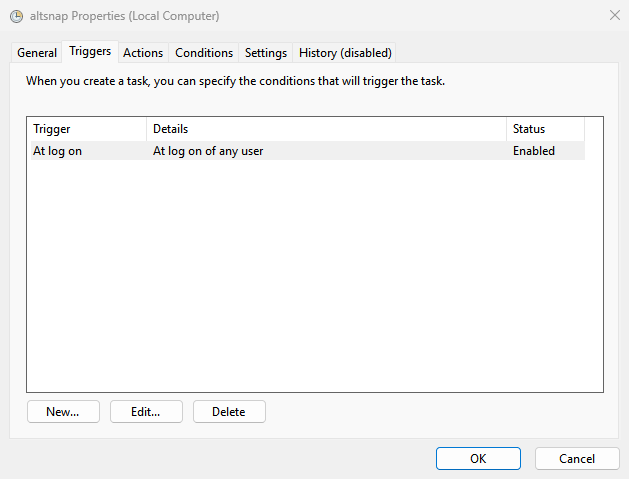 altsnap Properties (Local Computer)
General Triggers Actions Conditions Settings History (disabled)
When you create a task, you can specify the conditions that will trigger the task.
Trigger Details Status
At log on At log on of any user Enabled
New... Edit... Delete
OK Cancel